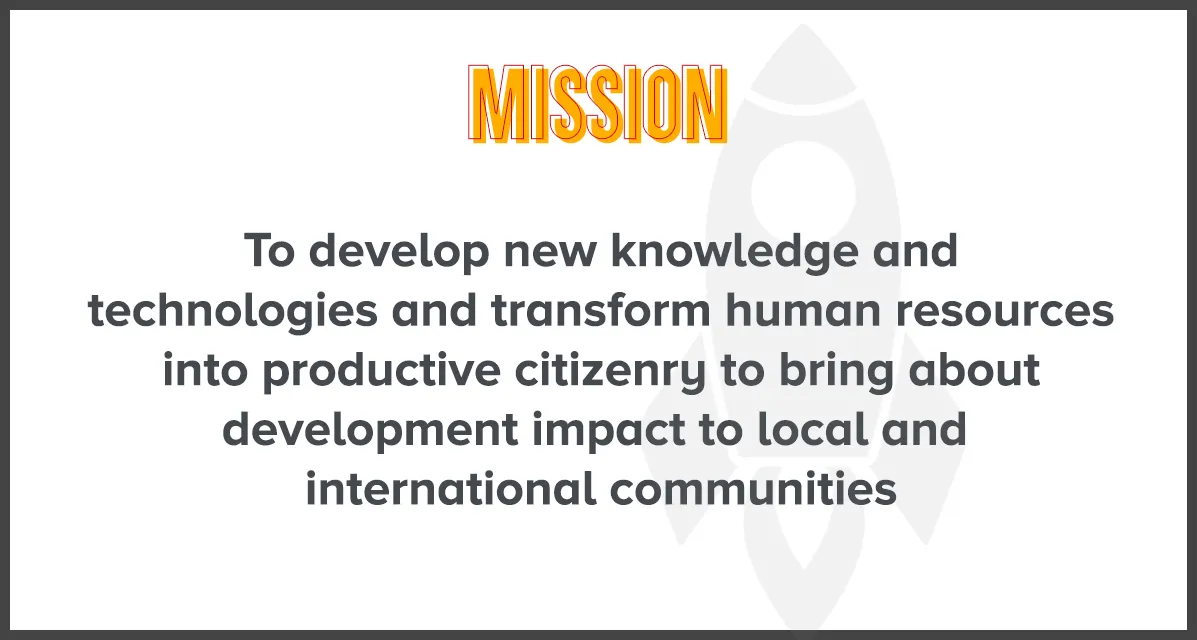 MISSION
To develop new knowledge and
technologies and transform human resources
into productive citizenry to bring about
development impact to local and
international communities